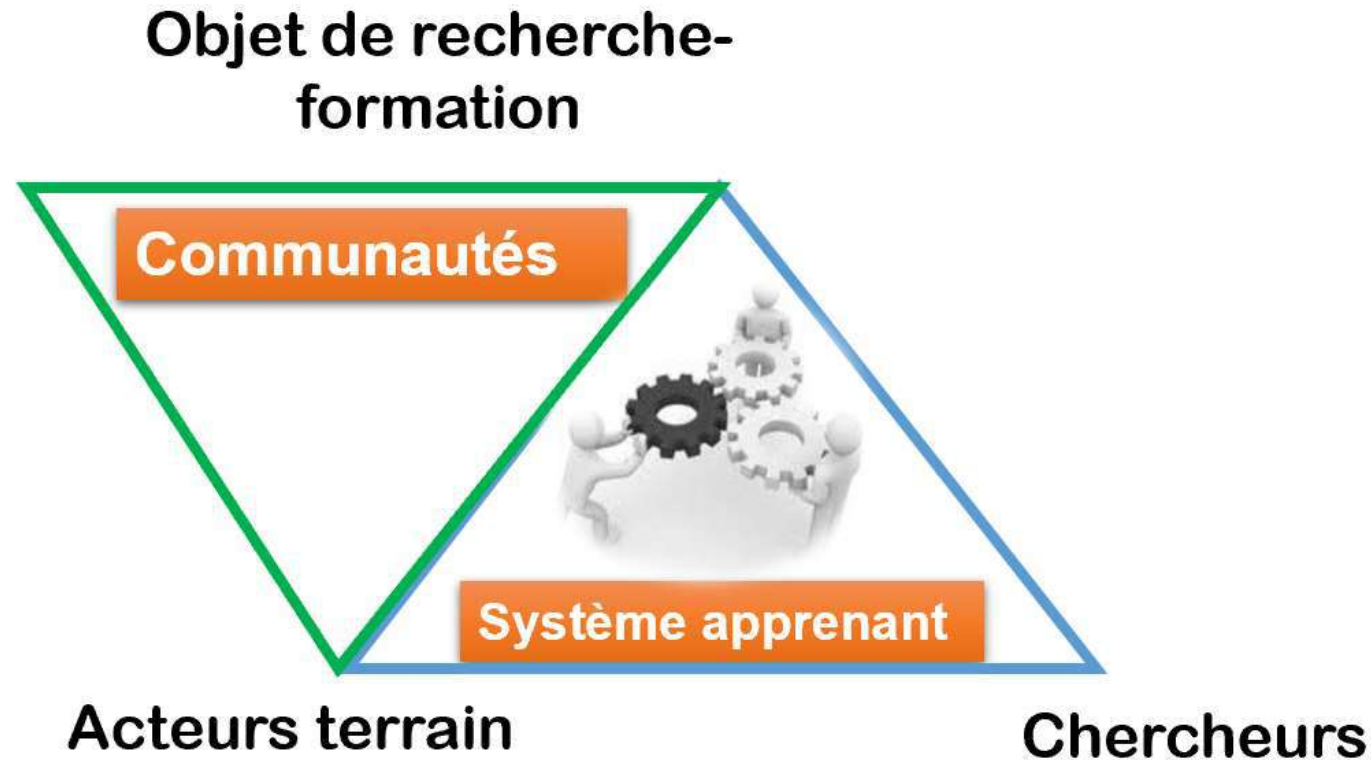 Objet de recherche-
formation
Communautés
Système apprenant
Acteurs terrain
Chercheurs